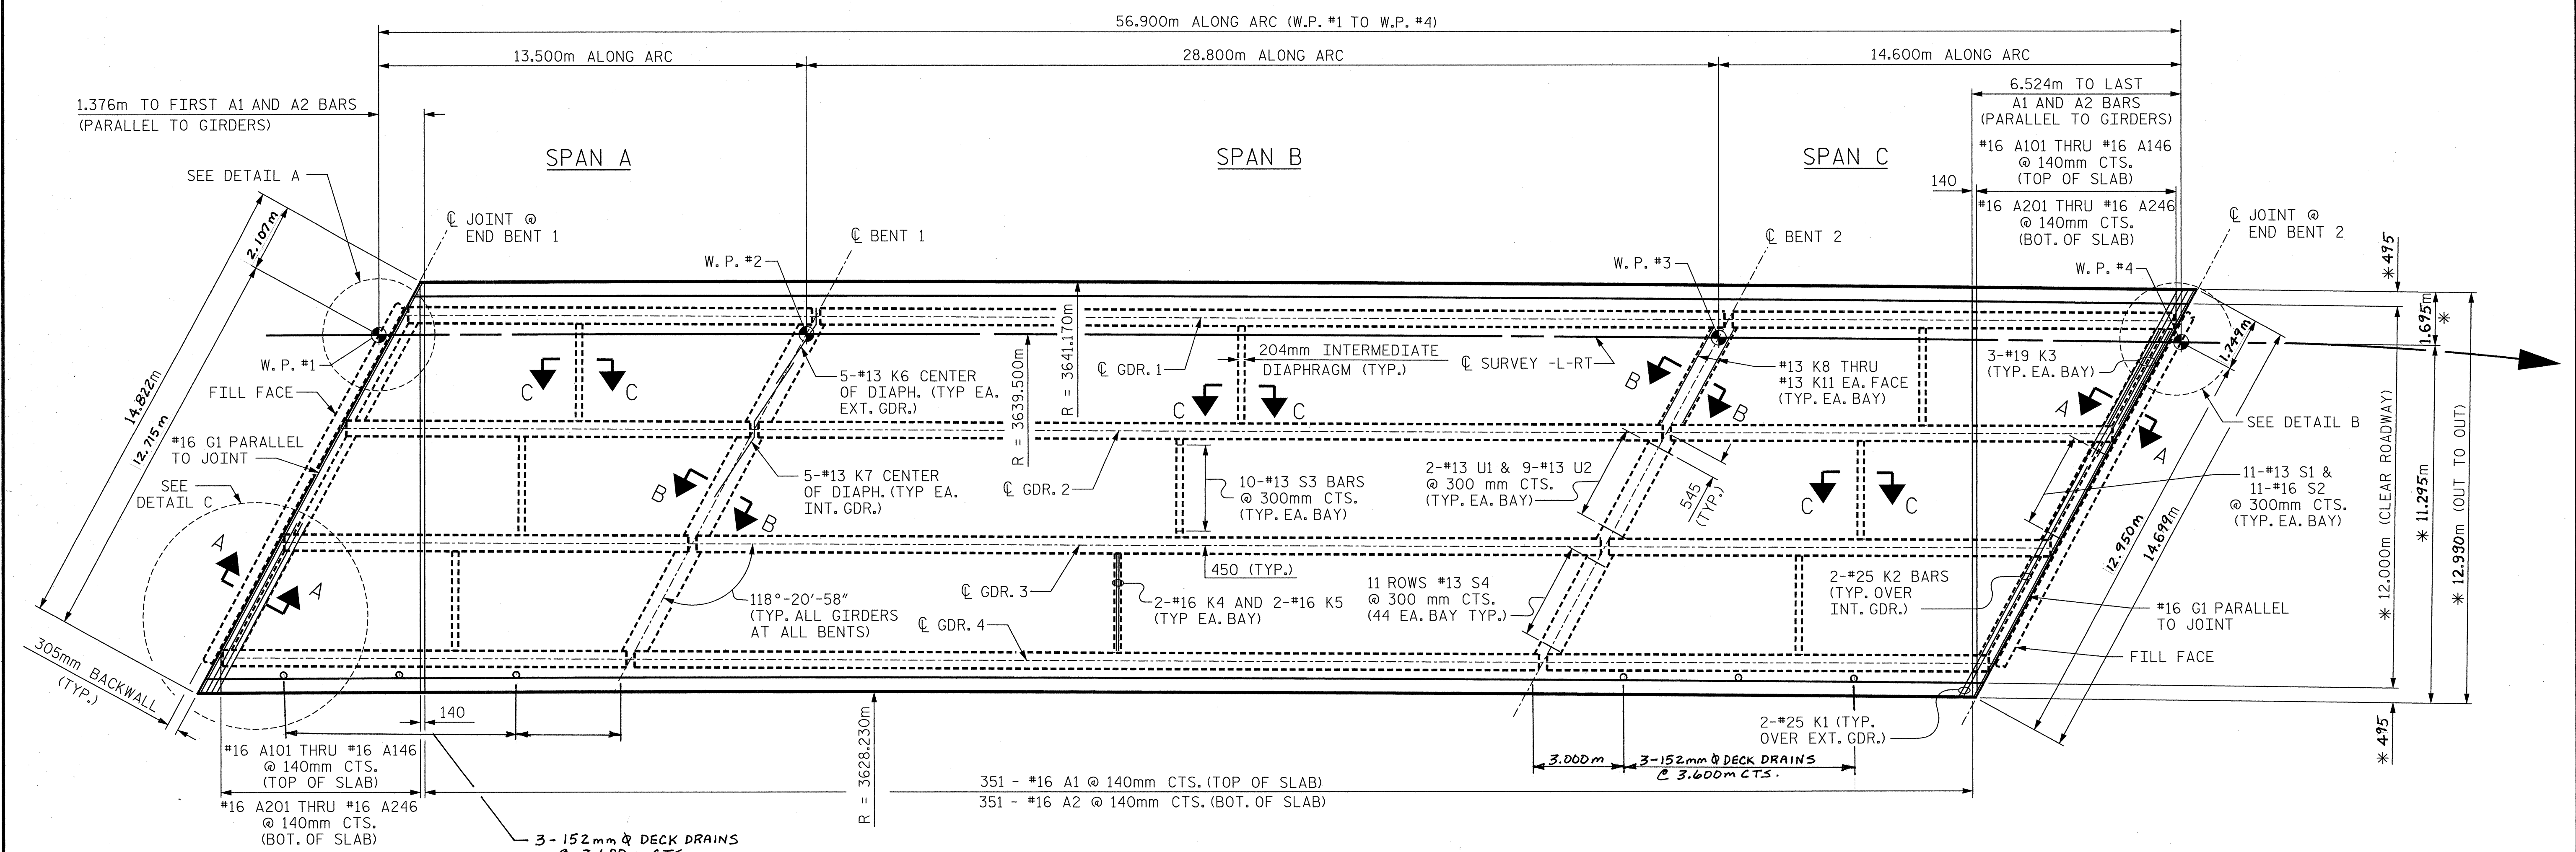 56.900m ALONG ARC (W.P. #1 TO W.P. #4)
13.500m ALONG ARC
28.800m ALONG ARC
14.600m ALONG ARC
1.376m TO FIRST A1 AND A2 BARS
(PARALLEL TO GIRDERS)
6.524m TO LAST
A1 AND A2 BARS
(PARALLEL TO GIRDERS)
SPAN A
SPAN B
SPAN C
#16 A101 THRU #16 A146
@ 140mm CTS.
(TOP OF SLAB)
140
#16 A201 THRU #16 A246
@ 140mm CTS.
(BOT. OF SLAB)
SEE DETAIL A
℄ JOINT @
END BENT 1
℄ BENT 1
℄ BENT 2
℄ JOINT @
END BENT 2
W.P. #2
W.P. #3
W.P. #4
2.107m
14.822m
12.715m
W.P. #1
FILL FACE
#16 G1 PARALLEL
TO JOINT
SEE
DETAIL C
C C
5-#13 K6 CENTER
OF DIAPH. (TYP EA.
EXT. GDR.)
R = 3639.500m
R = 3641.170m
℄ GDR. 1
204mm INTERMEDIATE
DIAPHRAGM (TYP.)
C C
℄ SURVEY -L-RT
B
B
#13 K8 THRU
#13 K11 EA. FACE
(TYP. EA. BAY)
3-#19 K3
(TYP. EA. BAY)
A
A
1.749m
✳ 495
1.695m
✳
SEE DETAIL B
5-#13 K7 CENTER
OF DIAPH. (TYP EA.
INT. GDR.)
B
B
℄ GDR. 2
10-#13 S3 BARS
@ 300mm CTS.
(TYP. EA. BAY)
2-#13 U1 & 9-#13 U2
@ 300 mm CTS.
(TYP. EA. BAY)
545
(TYP.)
C C
11-#13 S1 &
11-#16 S2
@ 300mm CTS.
(TYP. EA. BAY)
12.950m
14.699m
✳ 12.000m (CLEAR ROADWAY)
✳ 11.295m
✳ 12.990m (OUT TO OUT)
A
A
118°-20'-58"
(TYP. ALL GIRDERS
AT ALL BENTS)
℄ GDR. 3
450 (TYP.)
℄ GDR. 4
2-#16 K4 AND 2-#16 K5
(TYP EA. BAY)
11 ROWS #13 S4
@ 300 mm CTS.
(44 EA. BAY TYP.)
2-#25 K2 BARS
(TYP. OVER
INT. GDR.)
#16 G1 PARALLEL
TO JOINT
FILL FACE
305mm BACKWALL
(TYP.)
140
#16 A101 THRU #16 A146
@ 140mm CTS.
(TOP OF SLAB)
#16 A201 THRU #16 A246
@ 140mm CTS.
(BOT. OF SLAB)
R = 3628.230m
2-#25 K1 (TYP.
OVER EXT. GDR.)
✳ 495
3.000m
3-152mm φ DECK DRAINS
@ 3.600m CTS.
351 - #16 A1 @ 140mm CTS. (TOP OF SLAB)
351 - #16 A2 @ 140mm CTS. (BOT. OF SLAB)
3-152mm φ DECK DRAINS